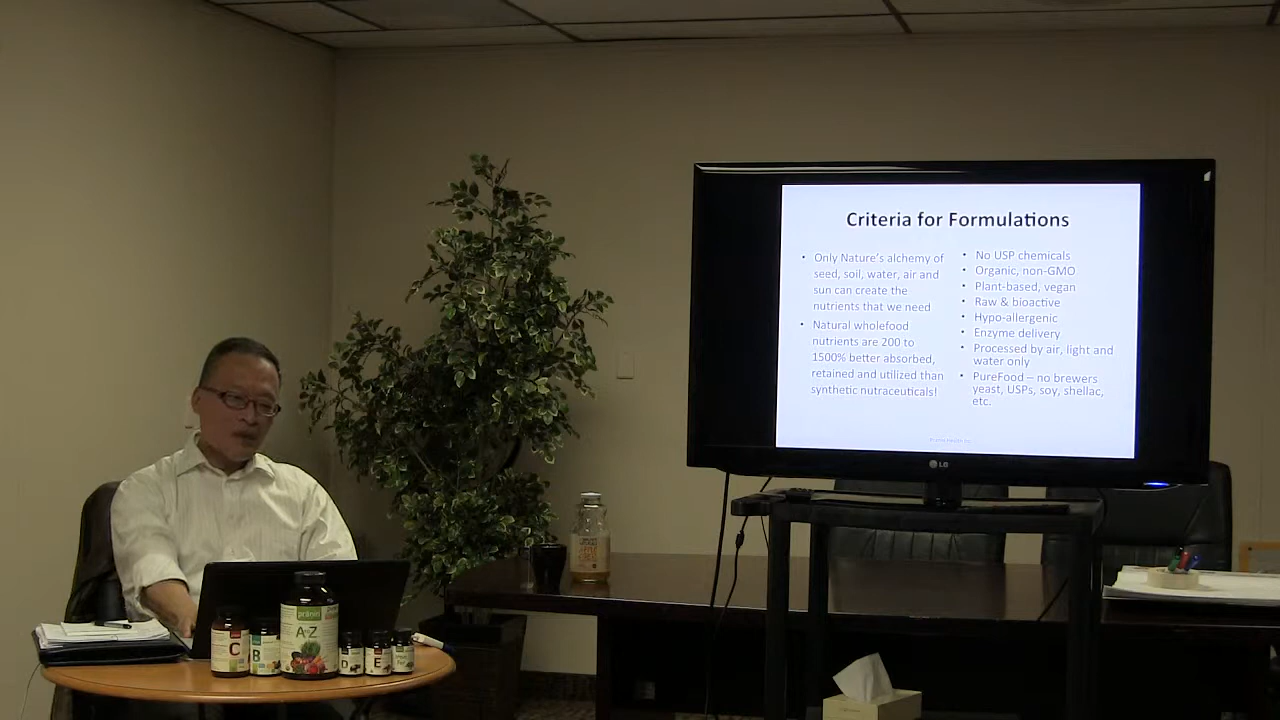 Criteria for Formulations
• Only Nature's alchemy of
seed, soil, water, air and
sun can create the
nutrients that we need
• Natural wholefood
nutrients are 200 to
1500% better absorbed,
retained and utilized than
synthetic nutraceuticals!
• No USP chemicals
• Organic, non-GMO
• Plant-based, vegan
• Raw & bioactive
• Hypo-allergenic
• Enzyme delivery
• Processed by air, light and
water only
• PureFood – no brewers
yeast, USPs, soy, shellac,
etc.
LG
pranin
A to Z
C
B
D
E